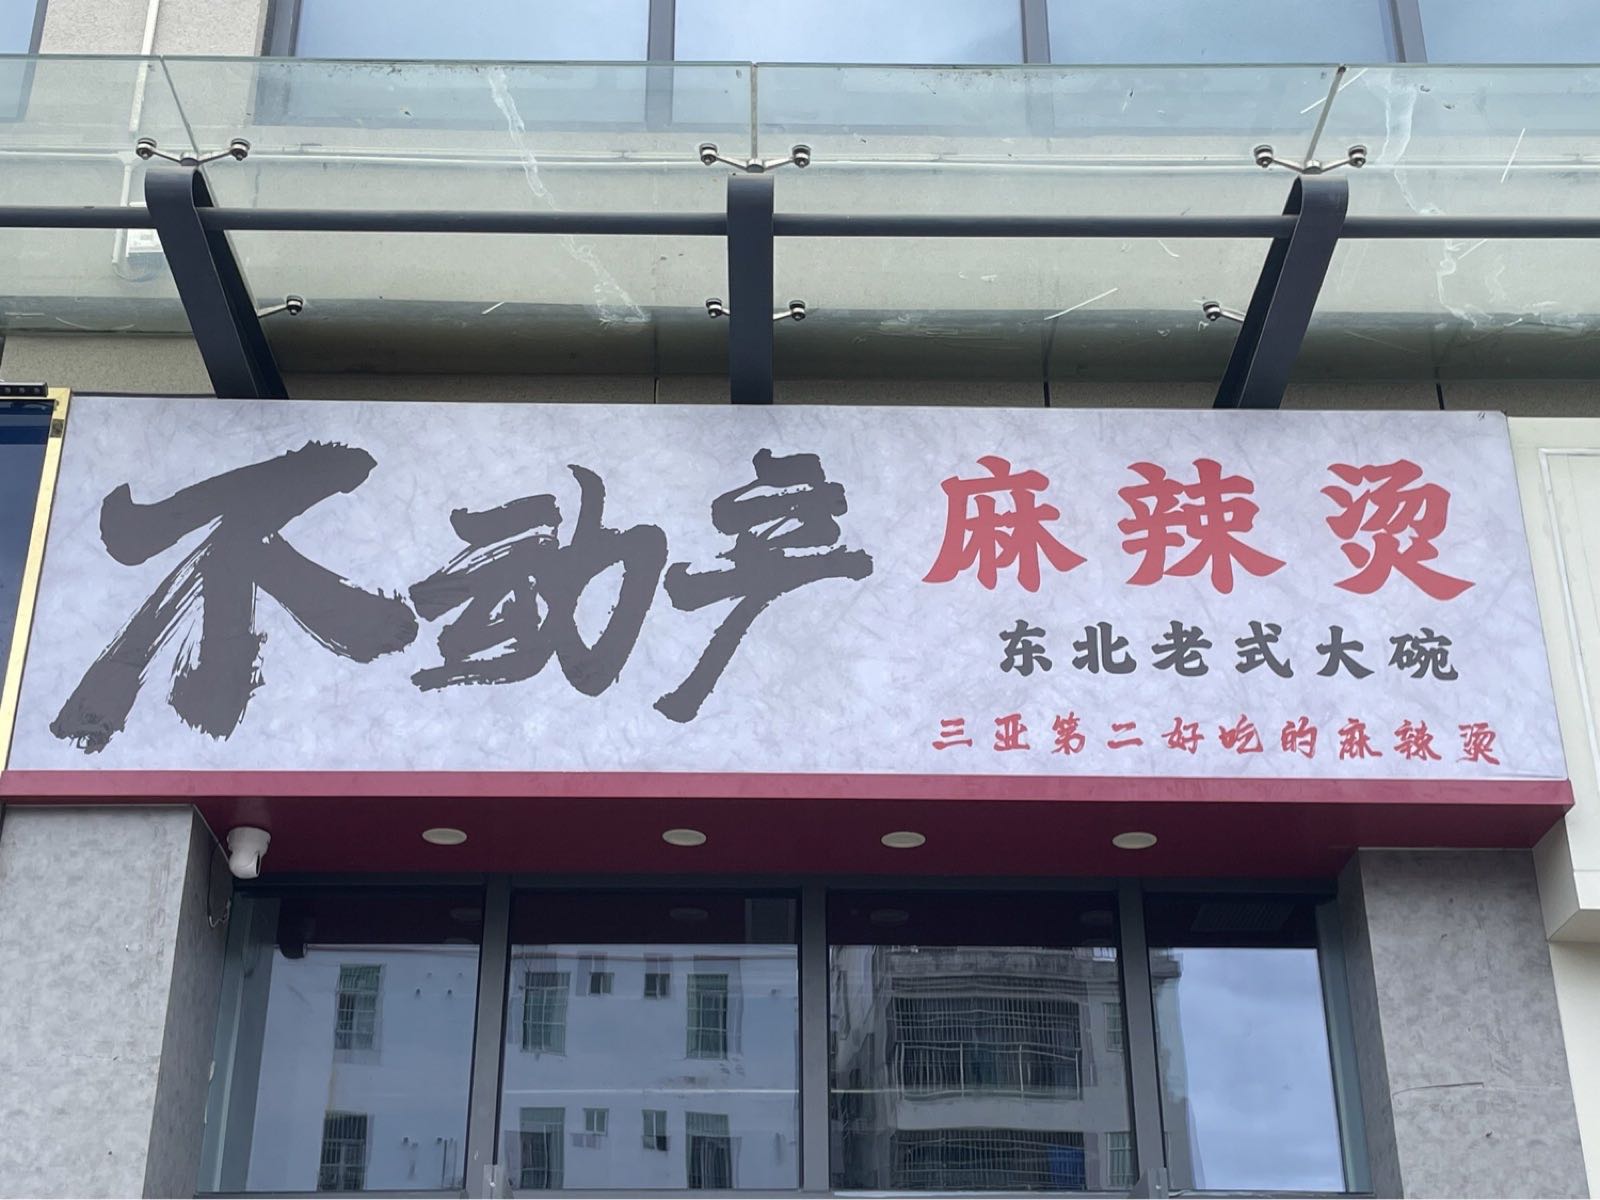 不动产
麻辣烫
东北老式大碗
三亚第二好吃的麻辣烫